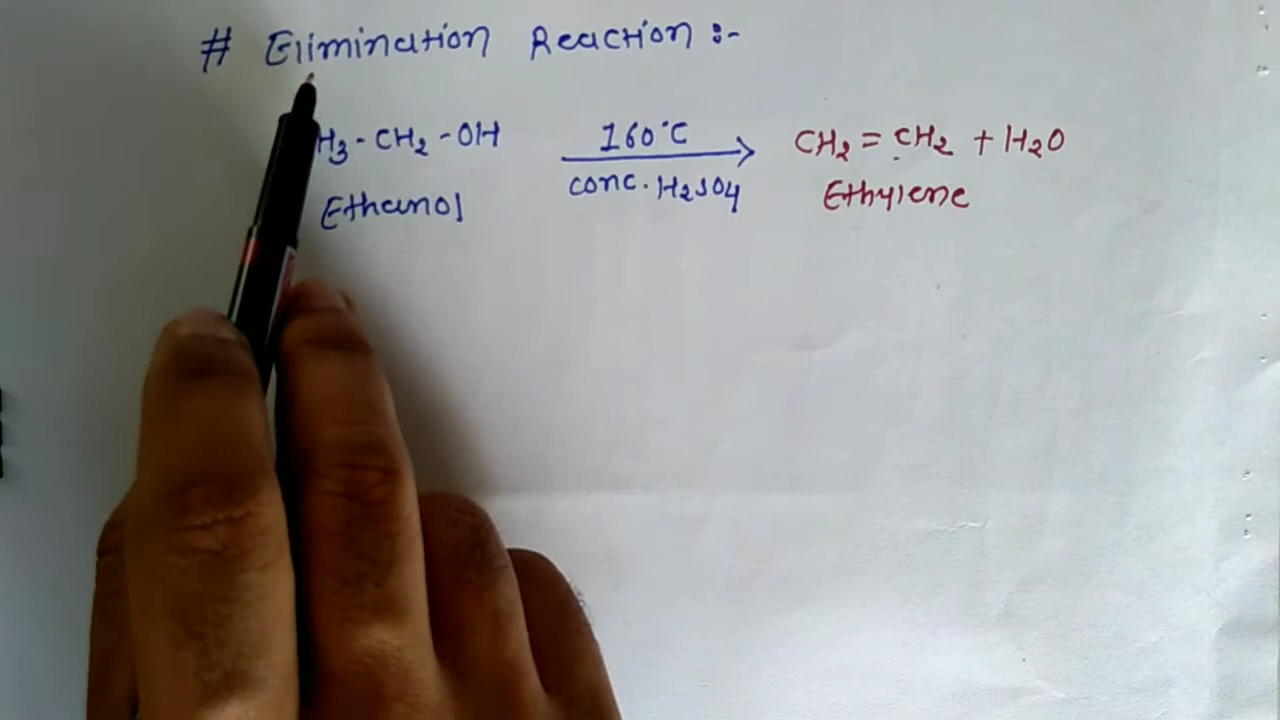 # Elimination Reaction :-
H₃ - CH₂ - OH 160°C CH₂ = CH₂ + H₂O
conc. H₂SO₄
Ethanol Ethylene